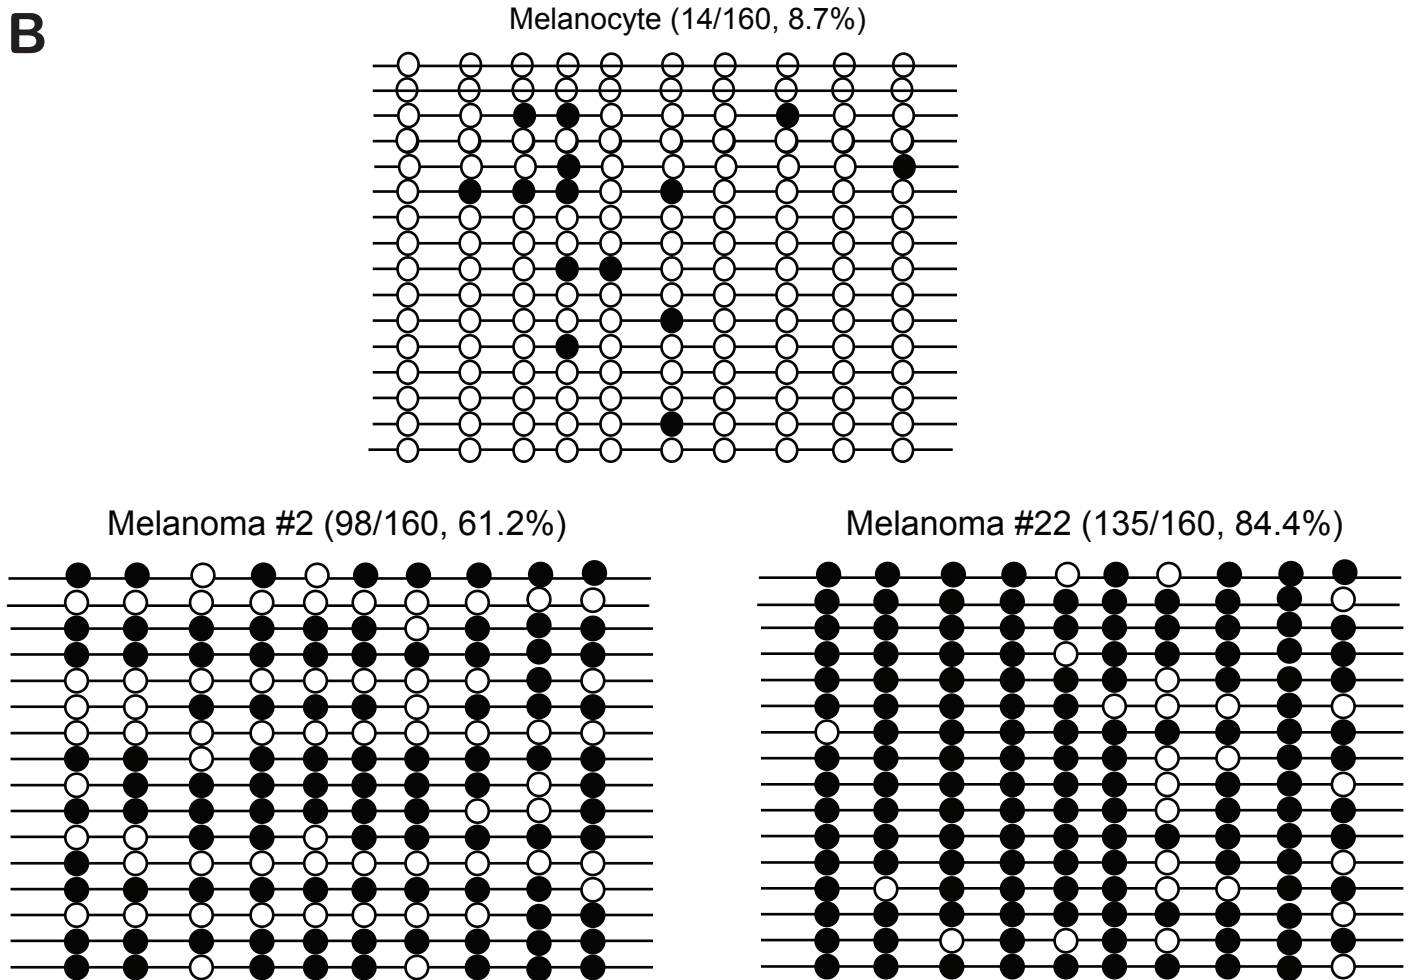 B
Melanocyte (14/160, 8.7%)
Melanoma #2 (98/160, 61.2%)
Melanoma #22 (135/160, 84.4%)